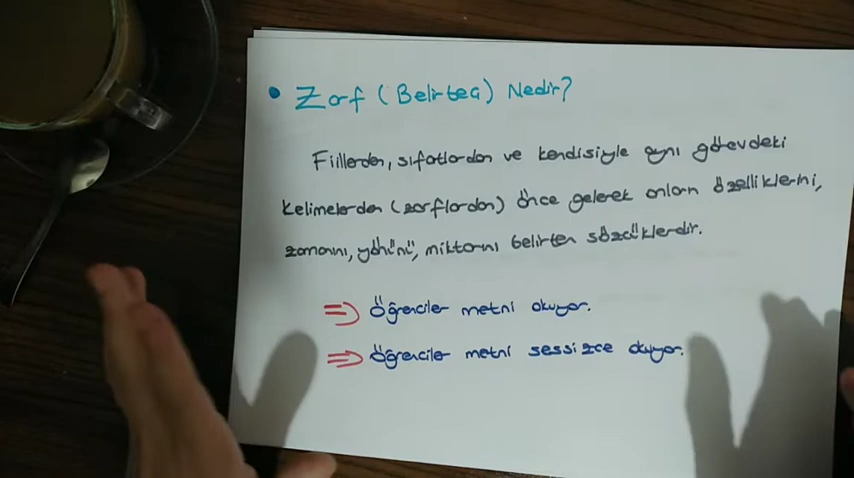 • Zarf (Belirteç) Nedir?
Fiillerden, sıfatlardan ve kendisiyle aynı görevdeki
kelimelerden (zarflardan) önce gelerek onların özelliklerini,
zamanını, yönünü, miktarını belirten sözcüklerdir.
⇒ Öğrenciler metni okuyor.
⇒ Öğrenciler metni sessizce okuyor.